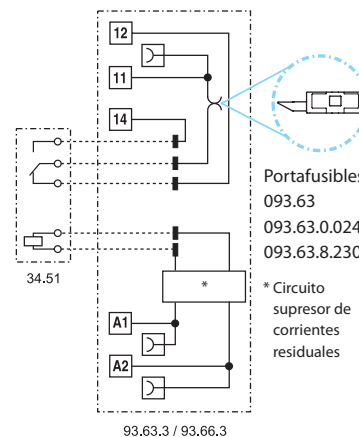 12
11
14
34.51
*
A1
A2
93.63.3 / 93.66.3
Portafusibles
093.63
093.63.0.024
093.63.8.230
* Circuito
supresor de
corrientes
residuales